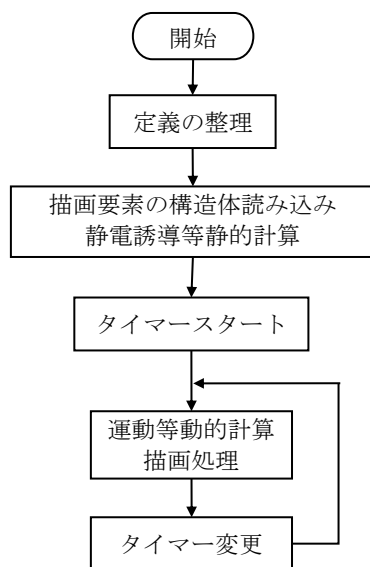 開始
定義の整理
描画要素の構造体読み込み
静電誘導等静的計算
タイマースタート
運動等動的計算
描画処理
タイマー変更